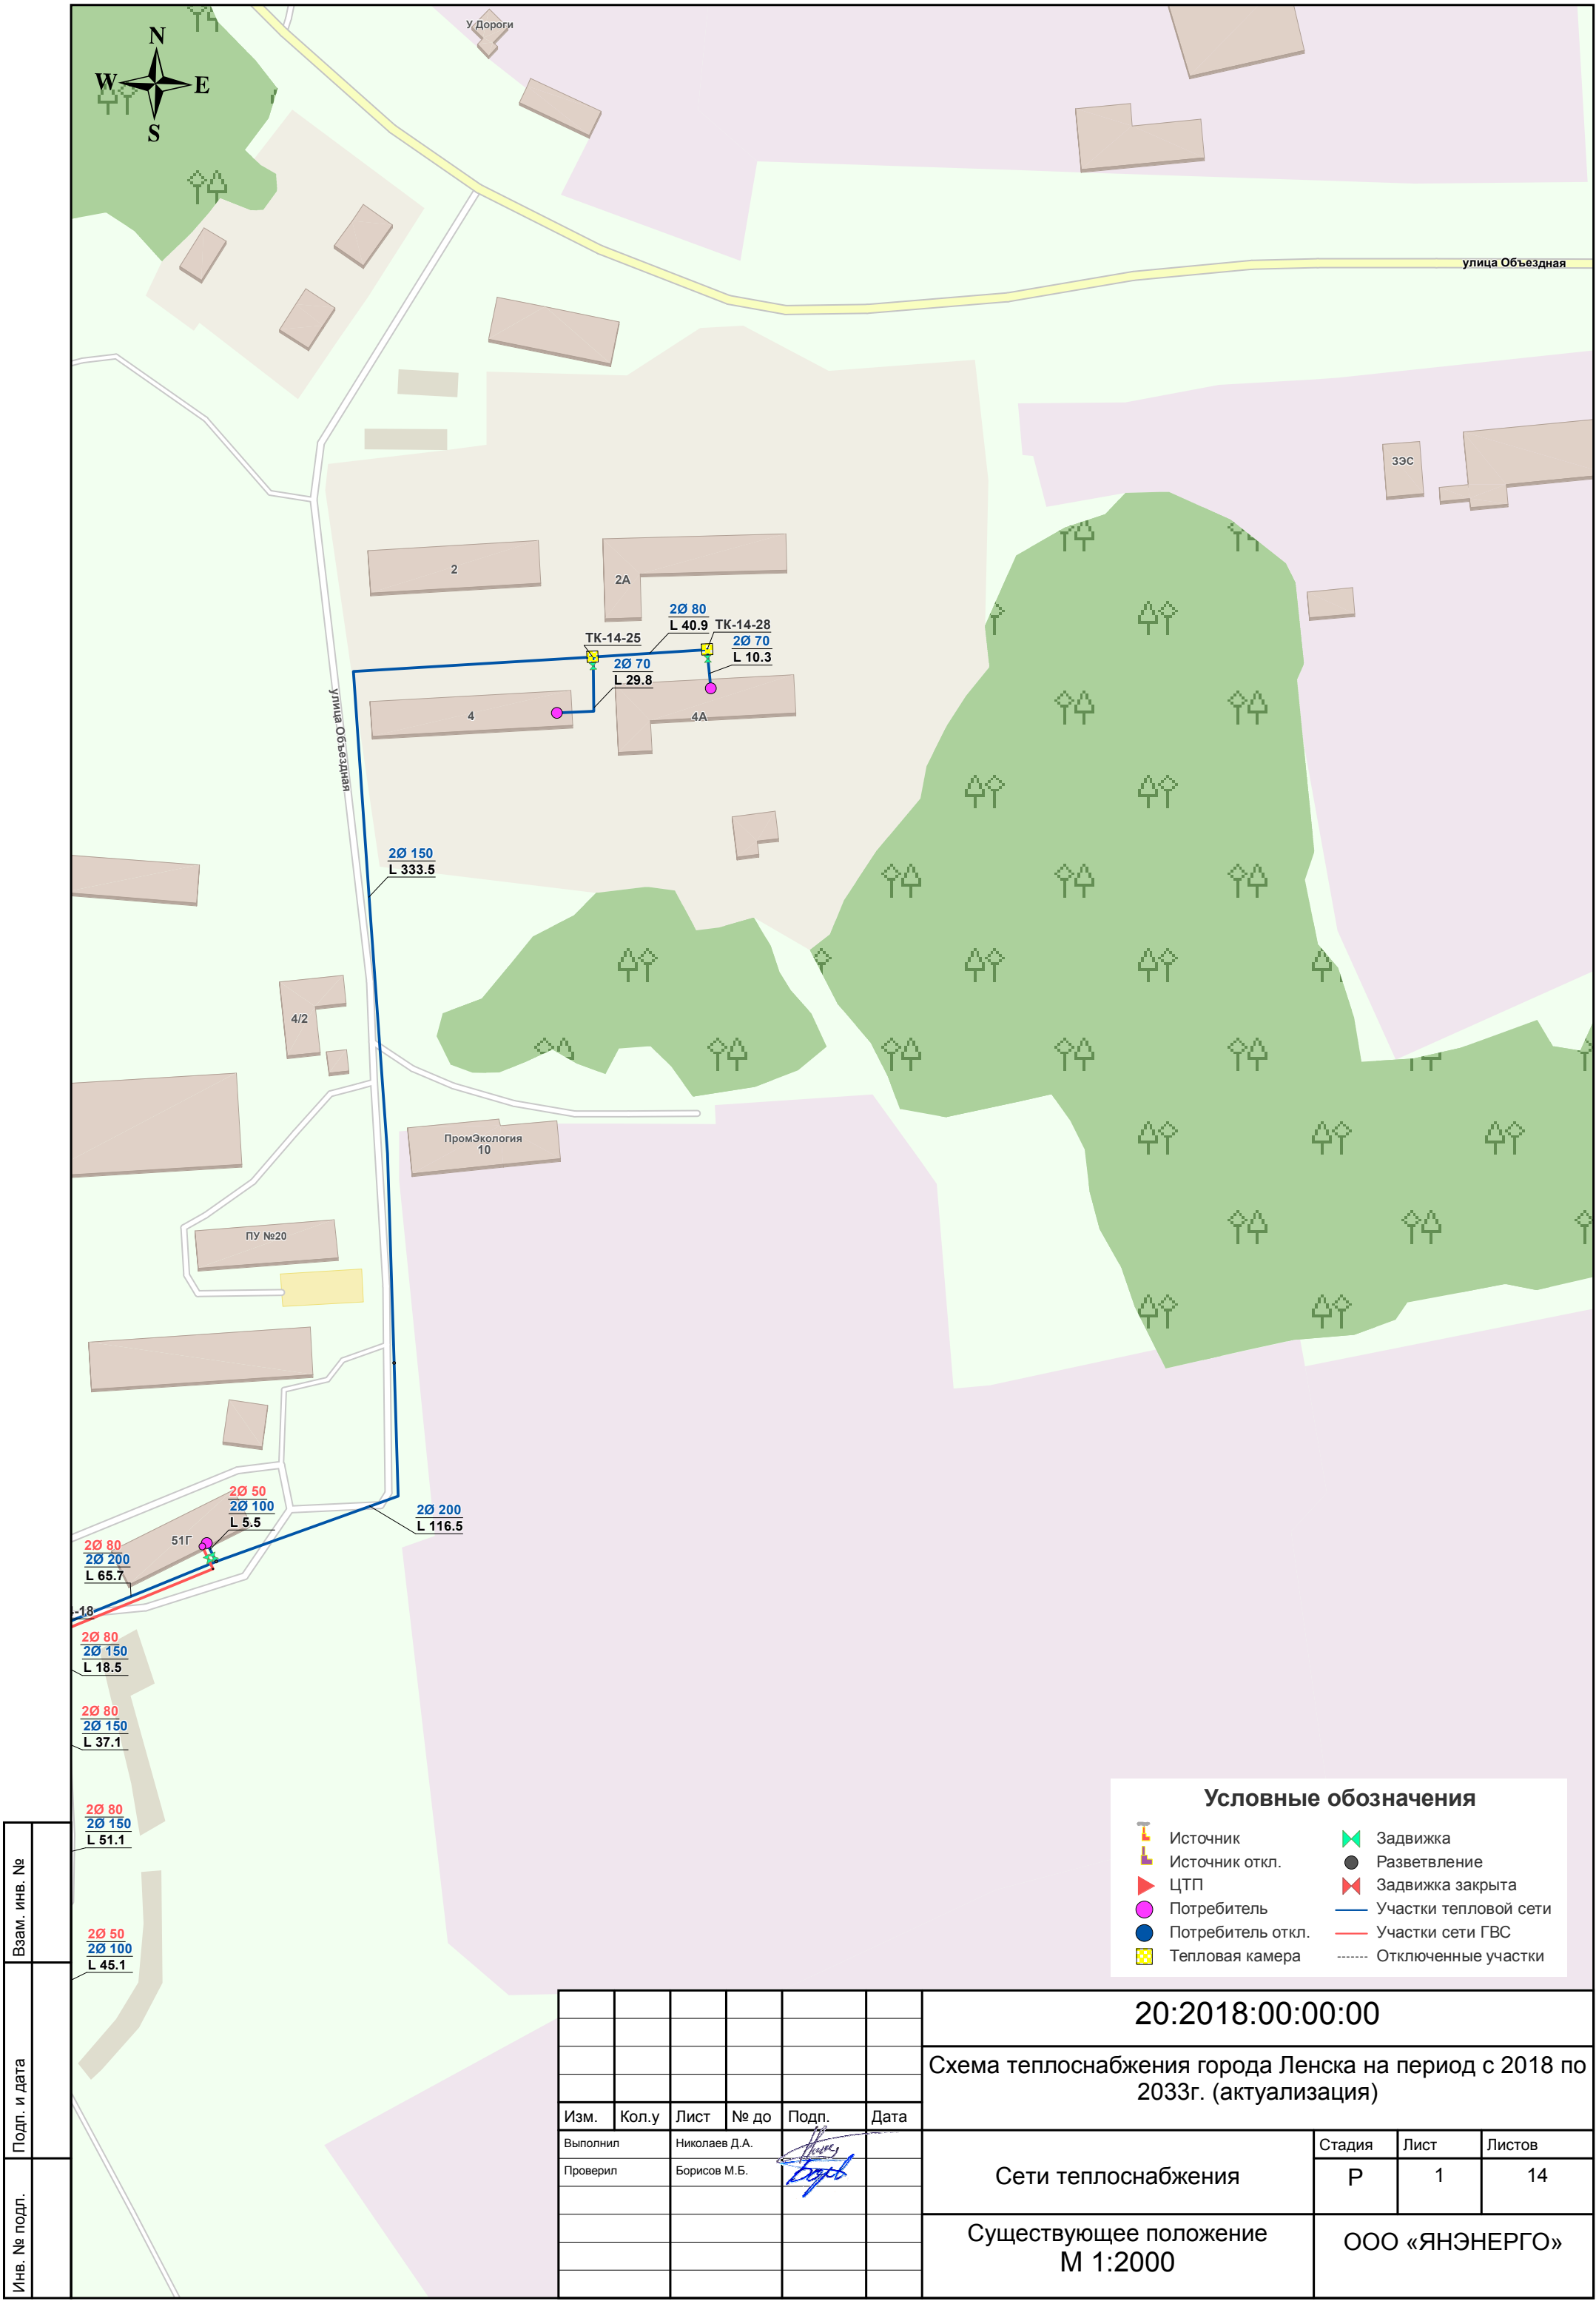 N
W
E
S
У Дороги
улица Объездная
ЗЭС
2
2А
2Ø 80
L 40.9
ТК-14-28
ТК-14-25
2Ø 70
L 10.3
2Ø 70
L 29.8
4
4А
улица Объездная
2Ø 150
L 333.5
4/2
ПромЭкология
10
ПУ №20
2Ø 50
2Ø 100
L 5.5
2Ø 200
L 116.5
51Г
2Ø 80
2Ø 200
L 65.7
-18
2Ø 80
2Ø 150
L 18.5
2Ø 80
2Ø 150
L 37.1
2Ø 80
2Ø 150
L 51.1
2Ø 50
2Ø 100
L 45.1
Условные обозначения
Источник
Источник откл.
ЦТП
Потребитель
Потребитель откл.
Тепловая камера
Задвижка
Разветвление
Задвижка закрыта
Участки тепловой сети
Участки сети ГВС
Отключенные участки
Взам. инв. №
Подп. и дата
Инв. № подл.
20:2018:00:00:00
Схема теплоснабжения города Ленска на период с 2018 по
2033г. (актуализация)
Изм. Кол.у Лист № до Подп. Дата
Выполнил Николаев Д.А.
Проверил Борисов М.Б.
Сети теплоснабжения
Стадия Лист Листов
Р 1 14
Существующее положение
М 1:2000
ООО «ЯНЭНЕРГО»